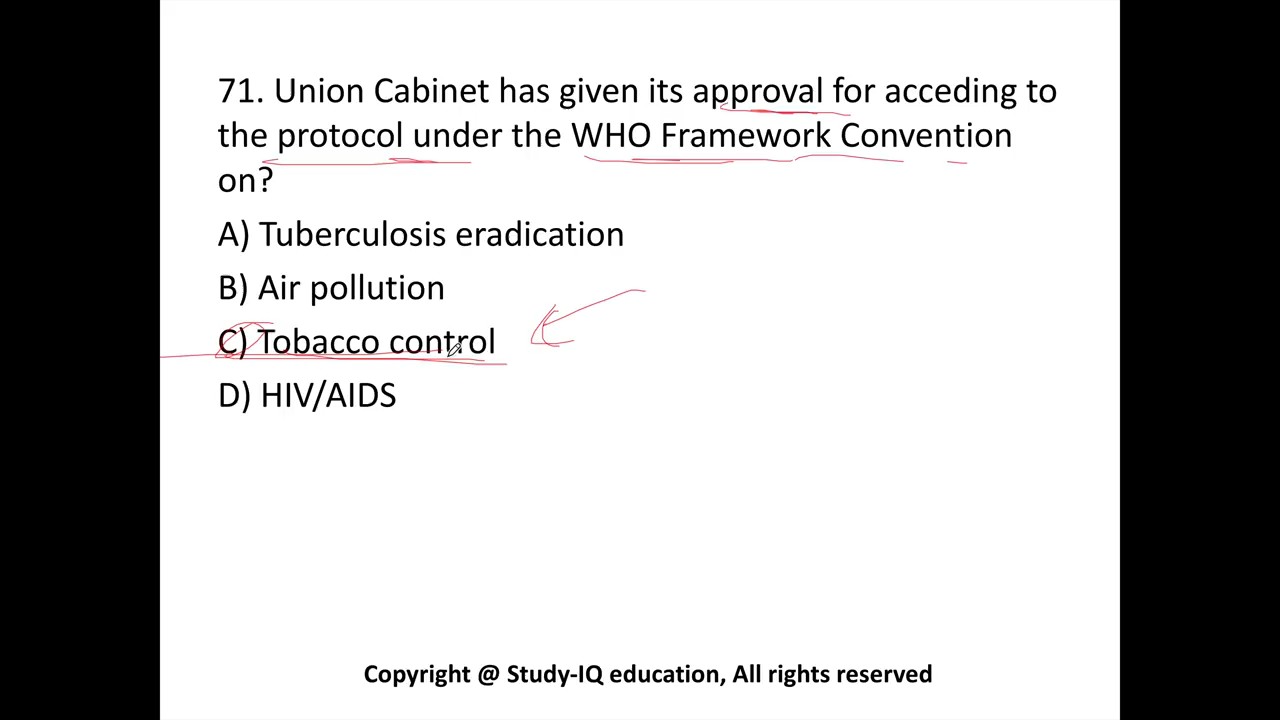 71. Union Cabinet has given its approval for acceding to
the protocol under the WHO Framework Convention
on?
A) Tuberculosis eradication
B) Air pollution
C) Tobacco control
D) HIV/AIDS
Copyright @ Study-IQ education, All rights reserved